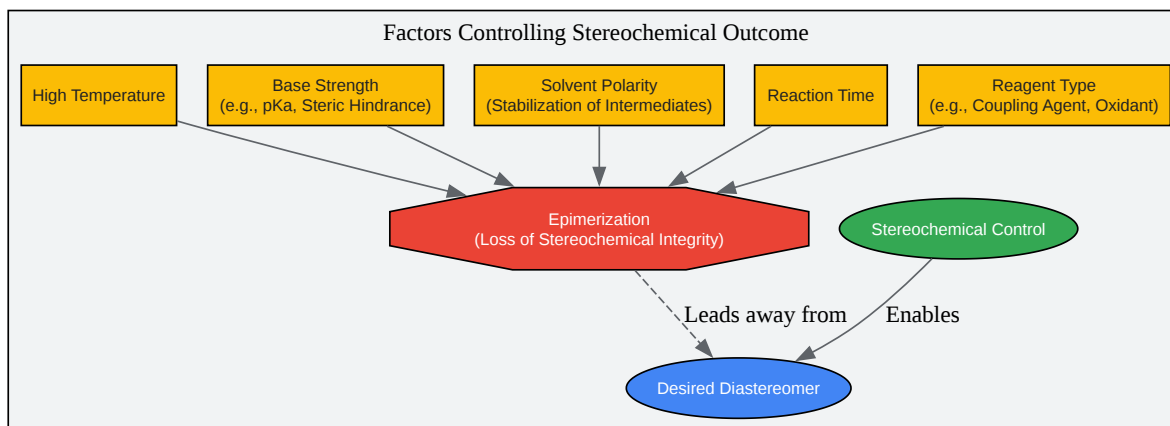 Factors Controlling Stereochemical Outcome
High Temperature
Base Strength
(e.g., pKa, Steric Hindrance)
Solvent Polarity
(Stabilization of Intermediates)
Reaction Time
Reagent Type
(e.g., Coupling Agent, Oxidant)
Epimerization
(Loss of Stereochemical Integrity)
Stereochemical Control
Leads away from
Enables
Desired Diastereomer